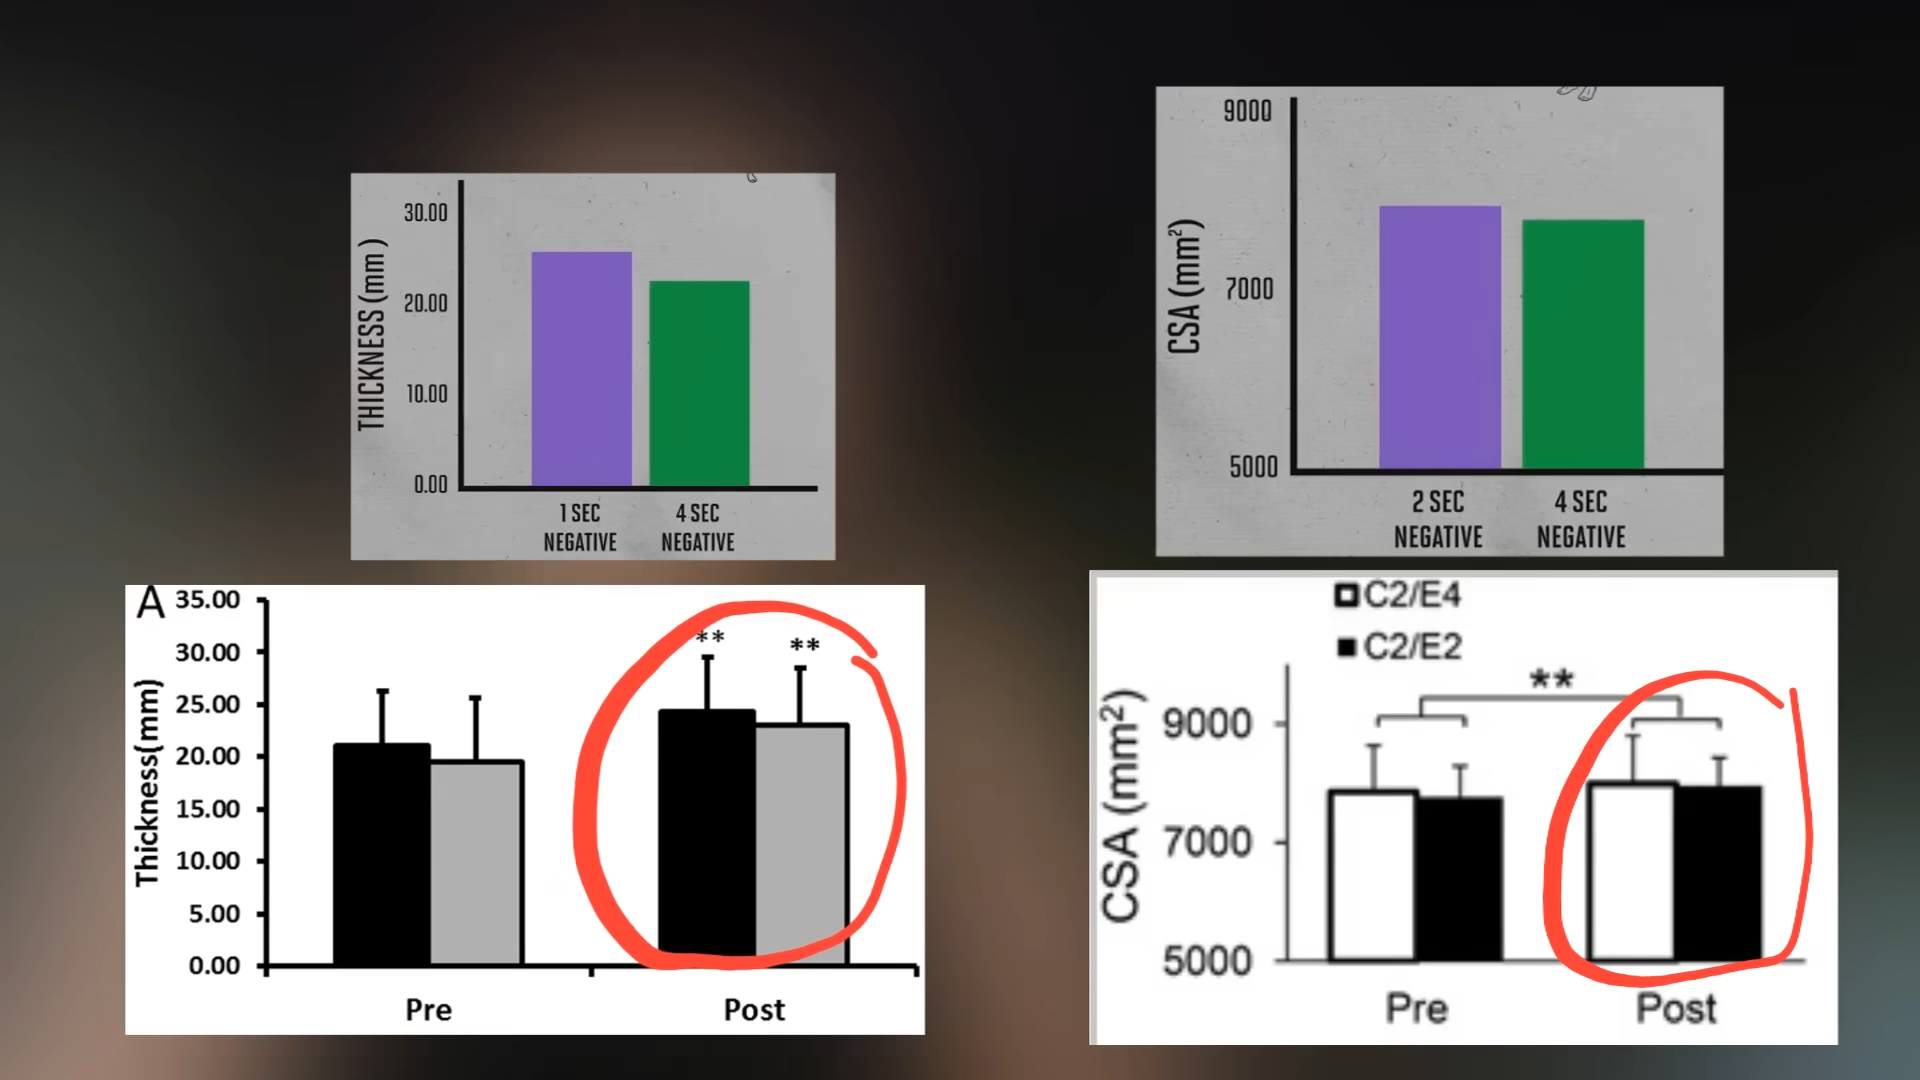 30.00
20.00
10.00
0.00
THICKNESS (mm)
1 SEC
NEGATIVE
4 SEC
NEGATIVE
9000
7000
5000
CSA (mm²)
2 SEC
NEGATIVE
4 SEC
NEGATIVE
A
35.00
30.00
25.00
20.00
15.00
10.00
5.00
0.00
Thickness(mm)
**
**
Pre
Post
C2/E4
C2/E2
**
9000
7000
5000
CSA (mm²)
Pre
Post